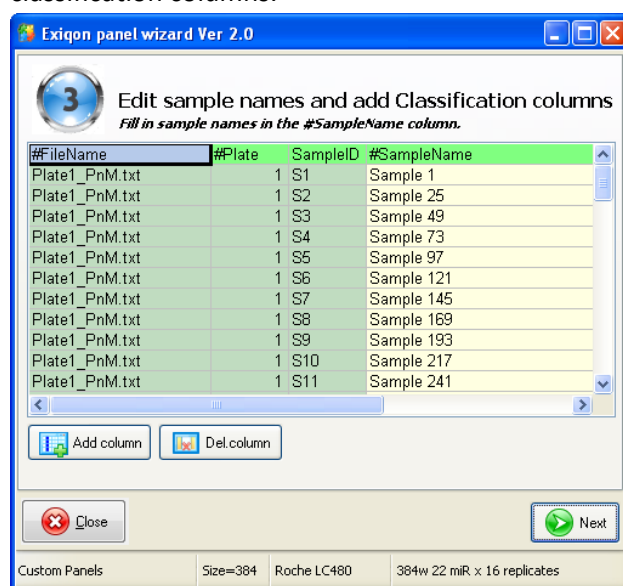 Exiqon panel wizard Ver 2.0
3
Edit sample names and add Classification columns
Fill in sample names in the #SampleName column.
#FileName #Plate SampleID #SampleName
Plate1_PnM.txt 1 S1 Sample 1
Plate1_PnM.txt 1 S2 Sample 25
Plate1_PnM.txt 1 S3 Sample 49
Plate1_PnM.txt 1 S4 Sample 73
Plate1_PnM.txt 1 S5 Sample 97
Plate1_PnM.txt 1 S6 Sample 121
Plate1_PnM.txt 1 S7 Sample 145
Plate1_PnM.txt 1 S8 Sample 169
Plate1_PnM.txt 1 S9 Sample 193
Plate1_PnM.txt 1 S10 Sample 217
Plate1_PnM.txt 1 S11 Sample 241
Add column Del.column
Close Next
Custom Panels Size=384 Roche LC480 384w 22 miR x 16 replicates